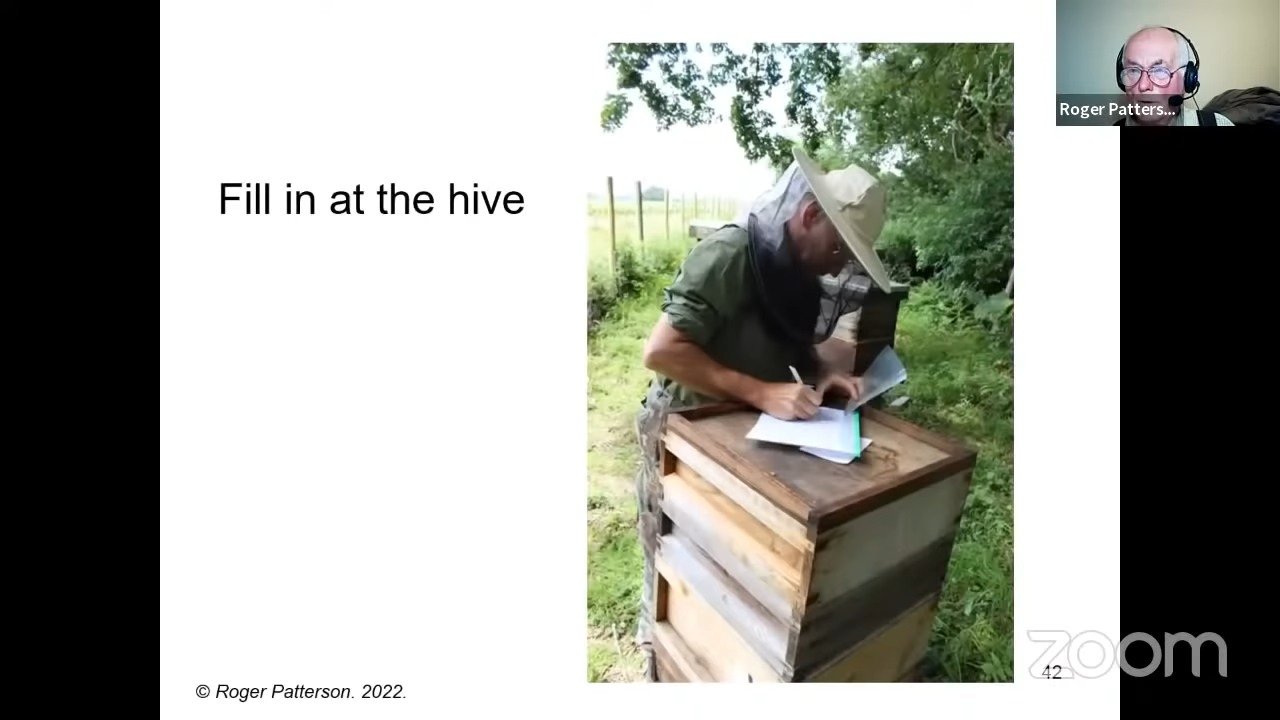 Roger Patters...
Fill in at the hive
© Roger Patterson. 2022.
42
zoom